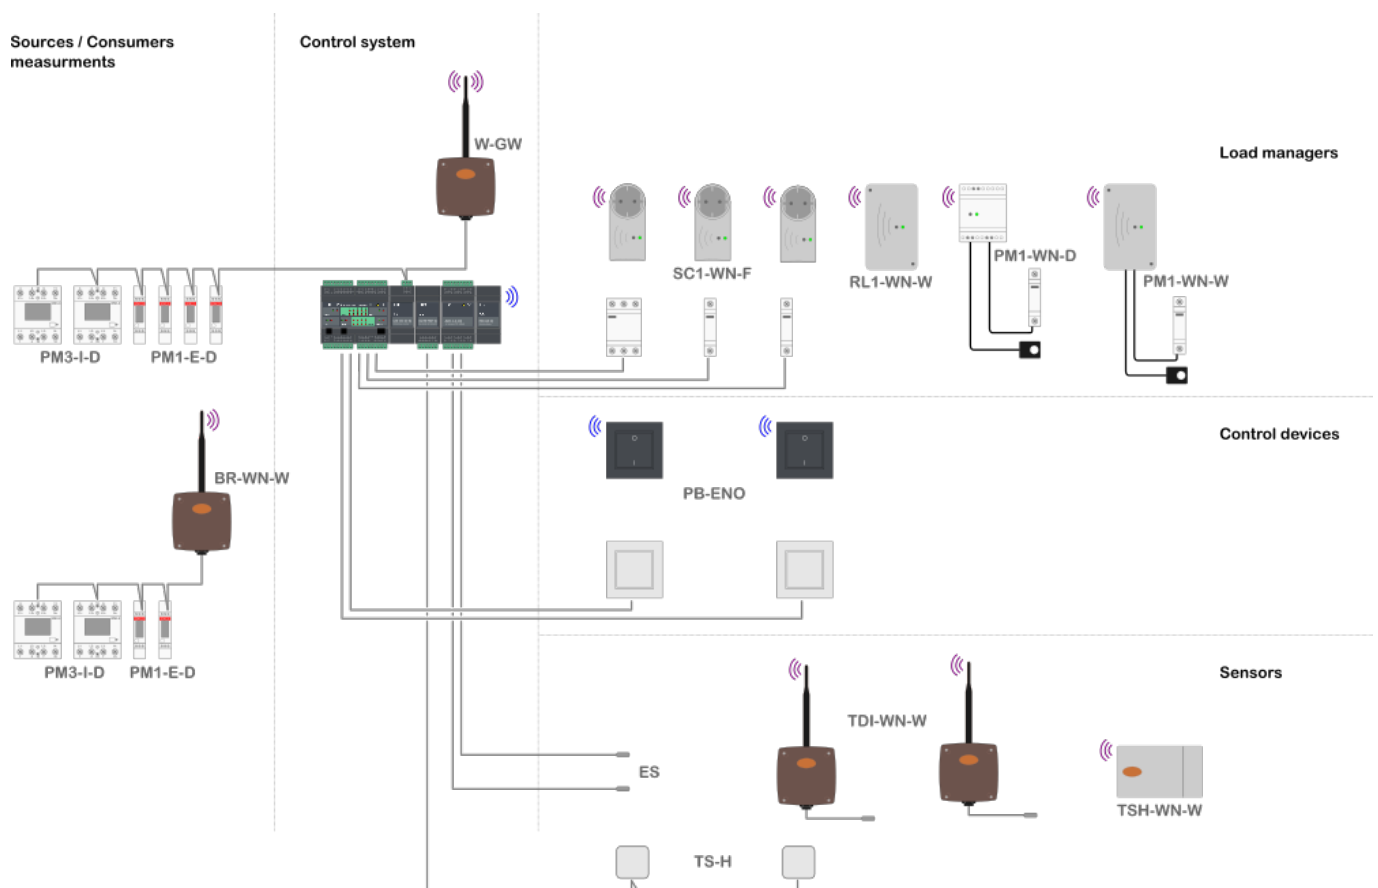 Sources / Consumers
measurments
Control system
W-GW
Load managers
SC1-WN-F
RL1-WN-W
PM1-WN-D
PM1-WN-W
PM3-I-D
PM1-E-D
Control devices
BR-WN-W
PB-ENO
PM3-I-D
PM1-E-D
Sensors
TDI-WN-W
ES
TSH-WN-W
TS-H